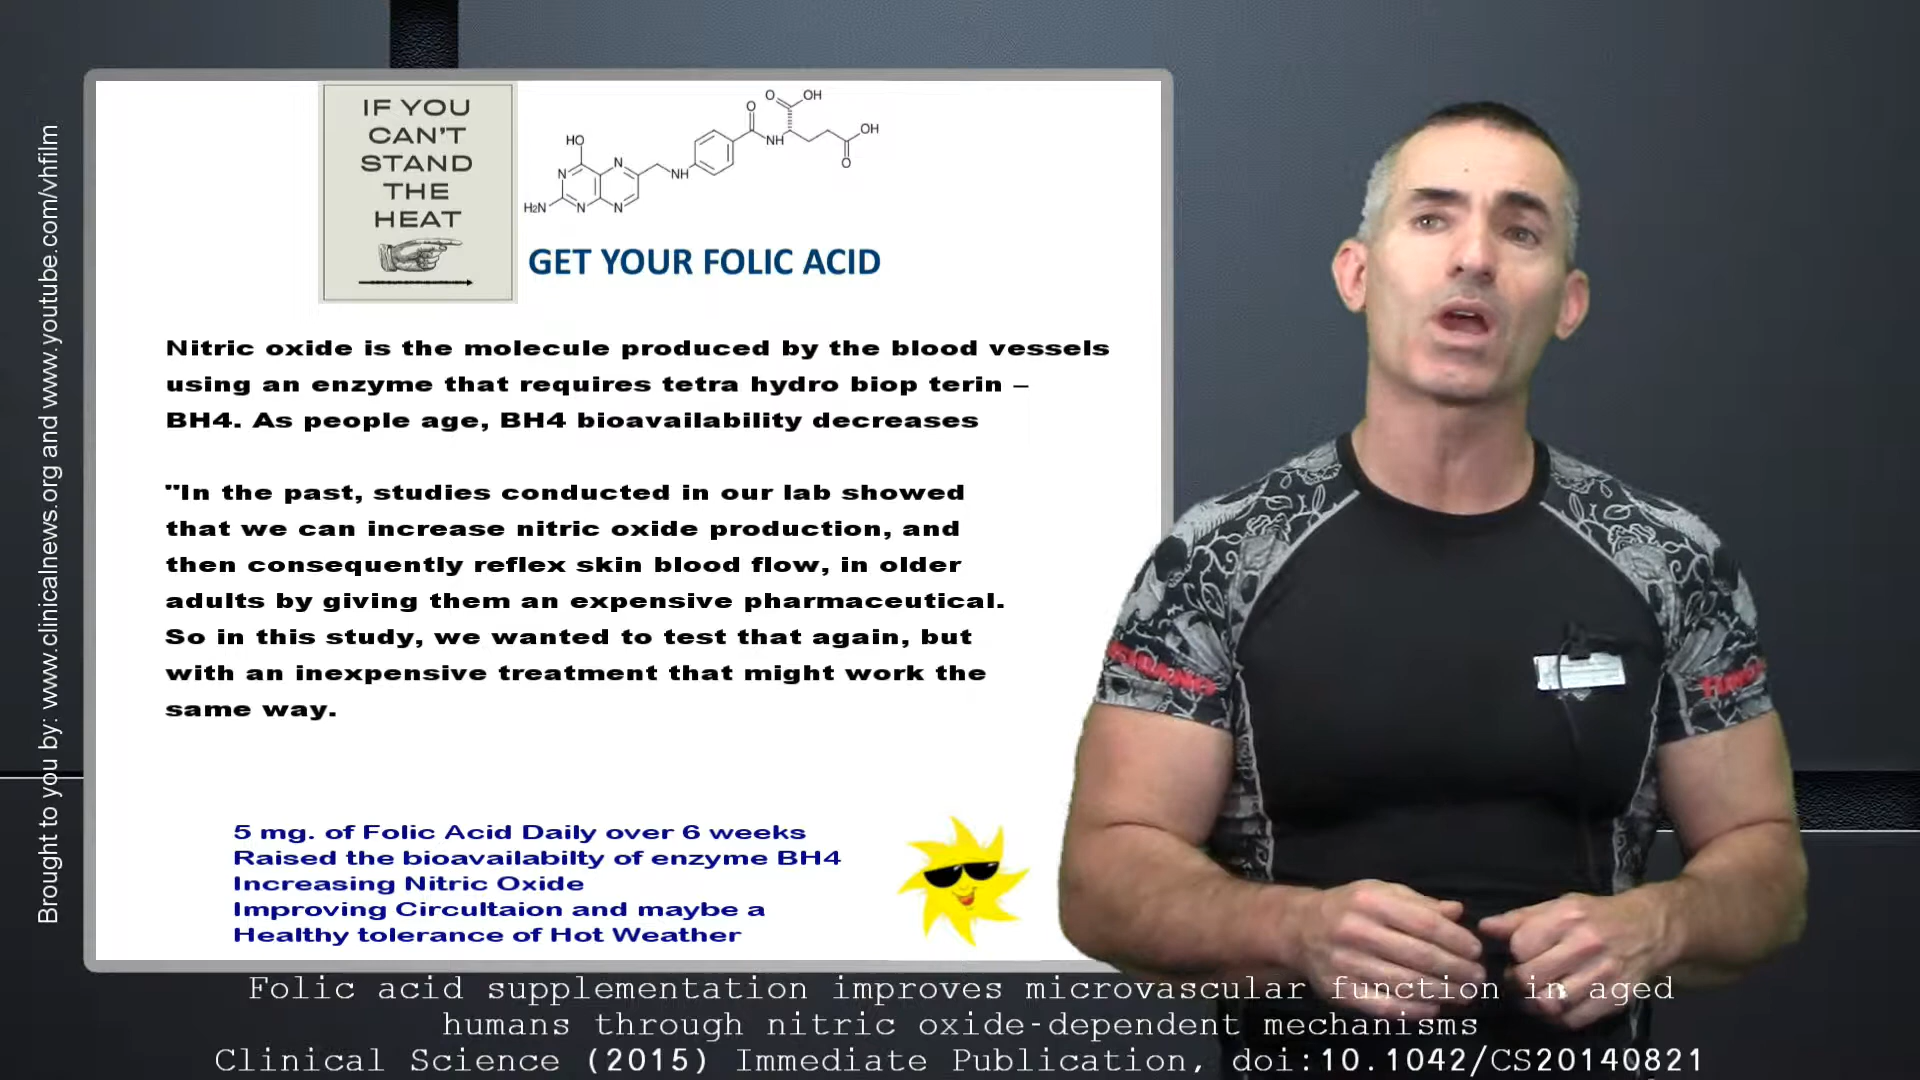 Brought to you by: www.clinicalnews.org and www.youtube.com/vhfilm
IF YOU
CAN'T
STAND
THE
HEAT
O
OH
O
OH
HO
NH
O
N
N
NH
H₂N
N
N
GET YOUR FOLIC ACID
Nitric oxide is the molecule produced by the blood vessels
using an enzyme that requires tetra hydro biop terin –
BH4. As people age, BH4 bioavailability decreases
"In the past, studies conducted in our lab showed
that we can increase nitric oxide production, and
then consequently reflex skin blood flow, in older
adults by giving them an expensive pharmaceutical.
So in this study, we wanted to test that again, but
with an inexpensive treatment that might work the
same way.
5 mg. of Folic Acid Daily over 6 weeks
Raised the bioavailabilty of enzyme BH4
Increasing Nitric Oxide
Improving Circultaion and maybe a
Healthy tolerance of Hot Weather
Folic acid supplementation improves microvascular function in aged
humans through nitric oxide-dependent mechanisms
Clinical Science (2015) Immediate Publication, doi:10.1042/CS20140821